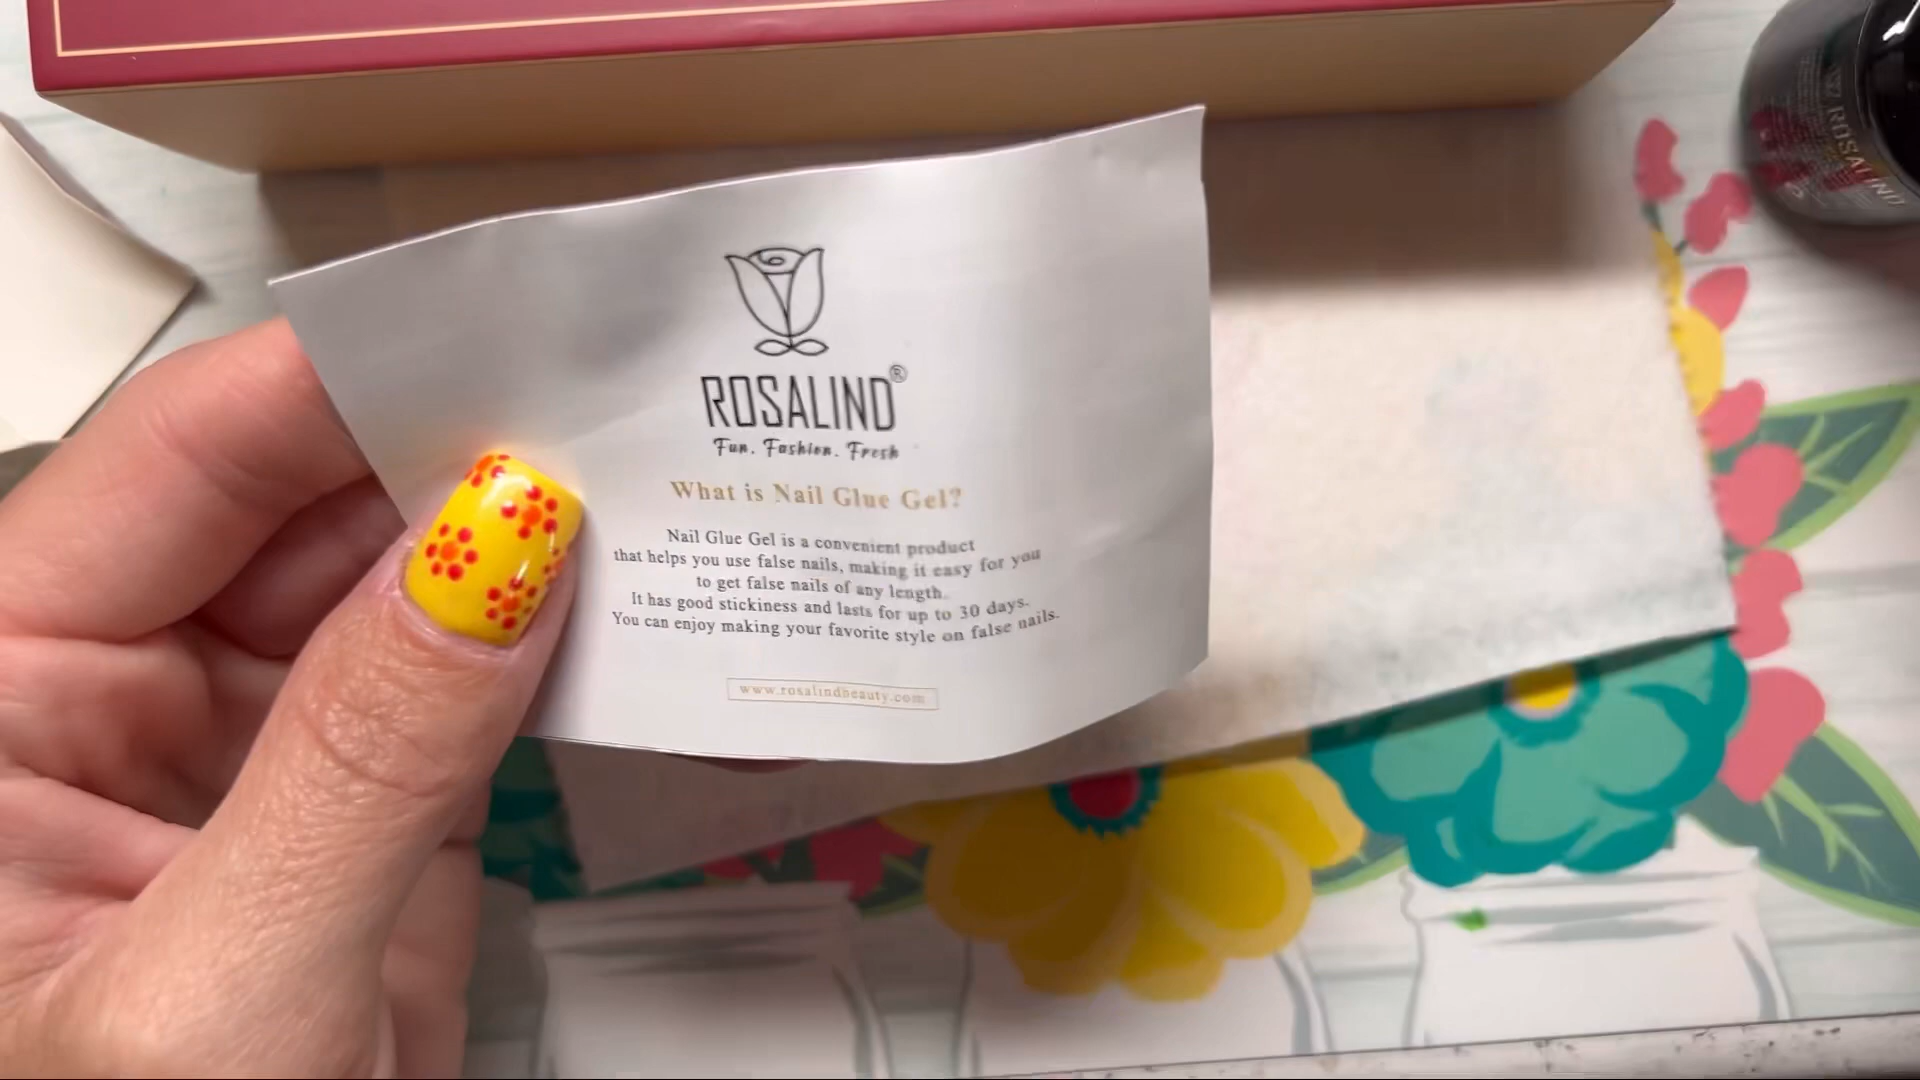 ROSALIND®
Fun. Fashion. Fresh
What is Nail Glue Gel?
Nail Glue Gel is a convenient product
that helps you use false nails, making it easy for you
to get false nails of any length.
It has good stickiness and lasts for up to 30 days.
You can enjoy making your favorite style on false nails.
www.rosalindbeauty.com
ROSALIND